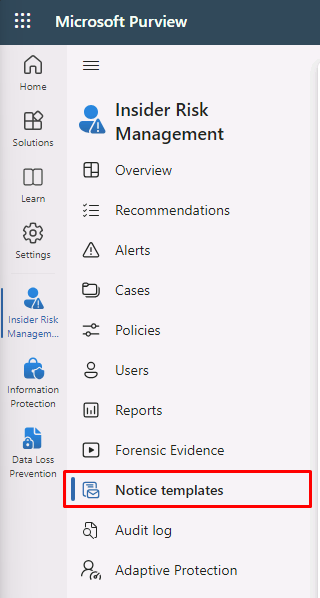 Microsoft Purview
Home
Solutions
Learn
Settings
Insider Risk
Managem...
Information
Protection
Data Loss
Prevention
Insider Risk
Management
Overview
Recommendations
Alerts
Cases
Policies
Users
Reports
Forensic Evidence
Notice templates
Audit log
Adaptive Protection